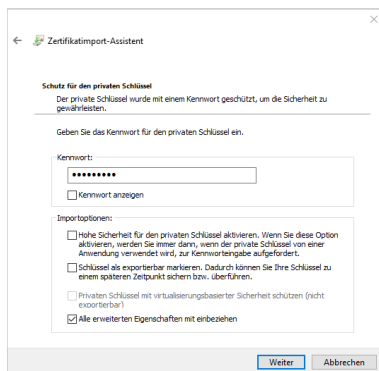 Zertifikatimport-Assistent
Schutz für den privaten Schlüssel
Der private Schlüssel wurde mit einem Kennwort geschützt, um die Sicherheit zu
gewährleisten.
Geben Sie das Kennwort für den privaten Schlüssel ein.
Kennwort:
•••••••••
Kennwort anzeigen
Importoptionen:
Hohe Sicherheit für den privaten Schlüssel aktivieren. Wenn Sie diese Option
aktivieren, werden Sie immer dann, wenn der private Schlüssel von einer
Anwendung verwendet wird, zur Kennworteingabe aufgefordert.
Schlüssel als exportierbar markieren. Dadurch können Sie Ihre Schlüssel zu
einem späteren Zeitpunkt sichern bzw. überführen.
Privaten Schlüssel mit virtualisierungsbasierter Sicherheit schützen (nicht
exportierbar)
Alle erweiterten Eigenschaften mit einbeziehen
Weiter Abbrechen